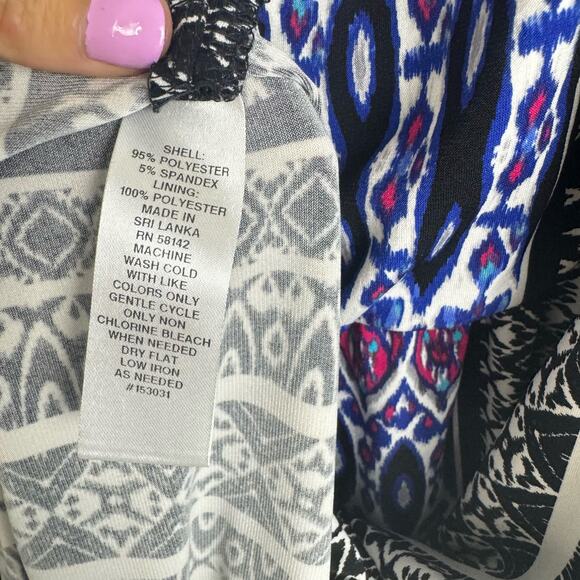 SHELL:
95% POLYESTER
5% SPANDEX
LINING:
100% POLYESTER
MADE IN
SRI LANKA
RN 58142
MACHINE
WASH COLD
WITH LIKE
COLORS ONLY
GENTLE CYCLE
ONLY NON
CHLORINE BLEACH
WHEN NEEDED
DRY FLAT
LOW IRON
AS NEEDED
#153031